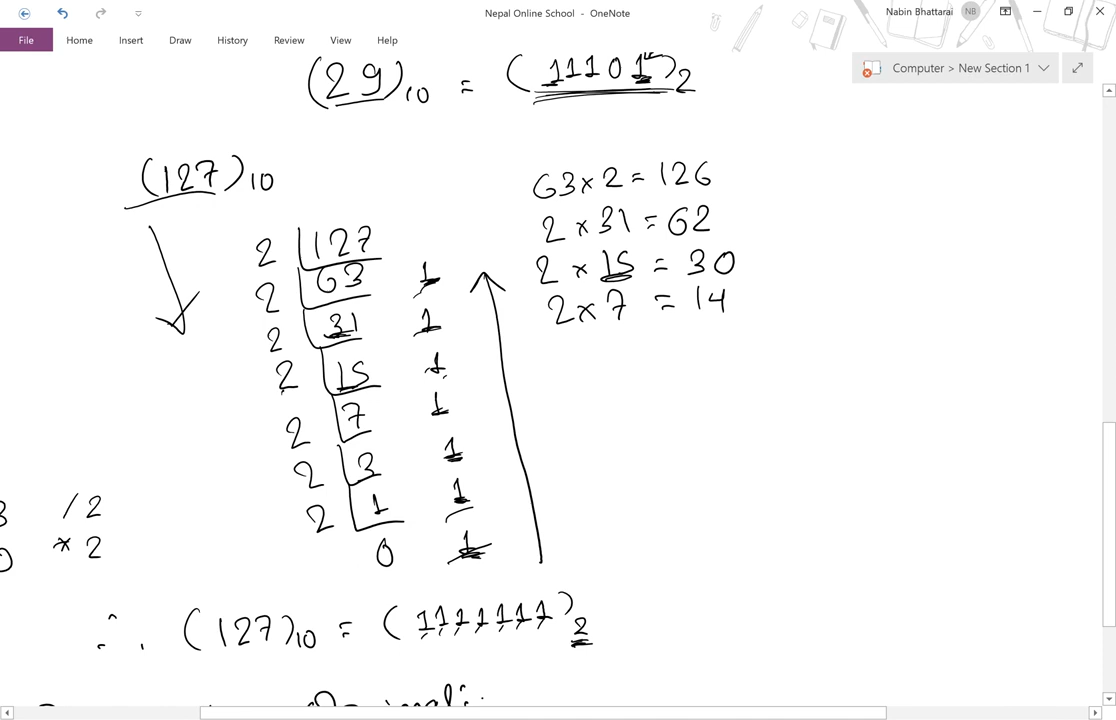 Nepal Online School - OneNote
Nabin Bhattarai NB
File Home Insert Draw History Review View Help
Computer > New Section 1
(29)10 = (11101)2
(127)10
2 127
2 63 1
2 31 1
2 15 1
2 7 1
2 3 1
2 1 1
0 1
63 × 2 = 126
2 × 31 = 62
2 × 15 = 30
2 × 7 = 14
/ 2
* 2
∴ (127)10 = (1111111)2